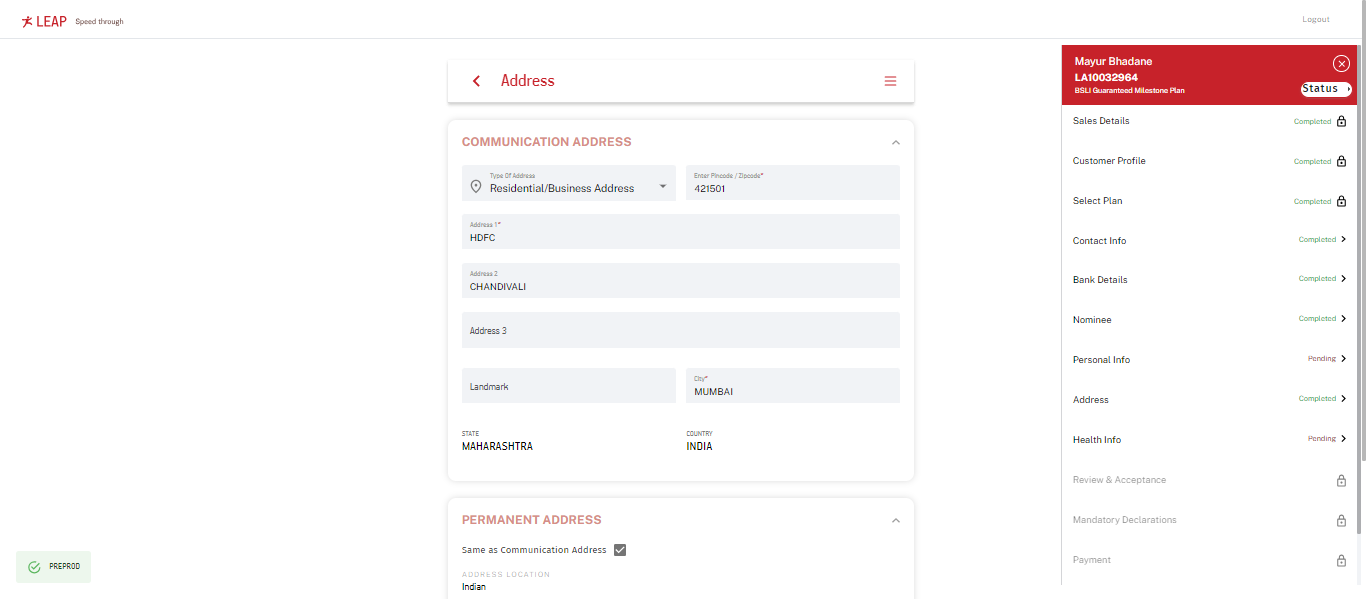 LEAP Speed through
Logout
Address
COMMUNICATION ADDRESS
Type Of Address
Residential/Business Address
Enter Pincode / Zipcode*
421501
Address 1*
HDFC
Address 2
CHANDIVALI
Address 3
Landmark
City*
MUMBAI
STATE
MAHARASHTRA
COUNTRY
INDIA
PERMANENT ADDRESS
Same as Communication Address
ADDRESS LOCATION
Indian
PREPROD
Mayur Bhadane
LA10032964
BSLI Guaranteed Milestone Plan
Status
Sales Details Completed
Customer Profile Completed
Select Plan Completed
Contact Info Completed
Bank Details Completed
Nominee Completed
Personal Info Pending
Address Completed
Health Info Pending
Review & Acceptance
Mandatory Declarations
Payment